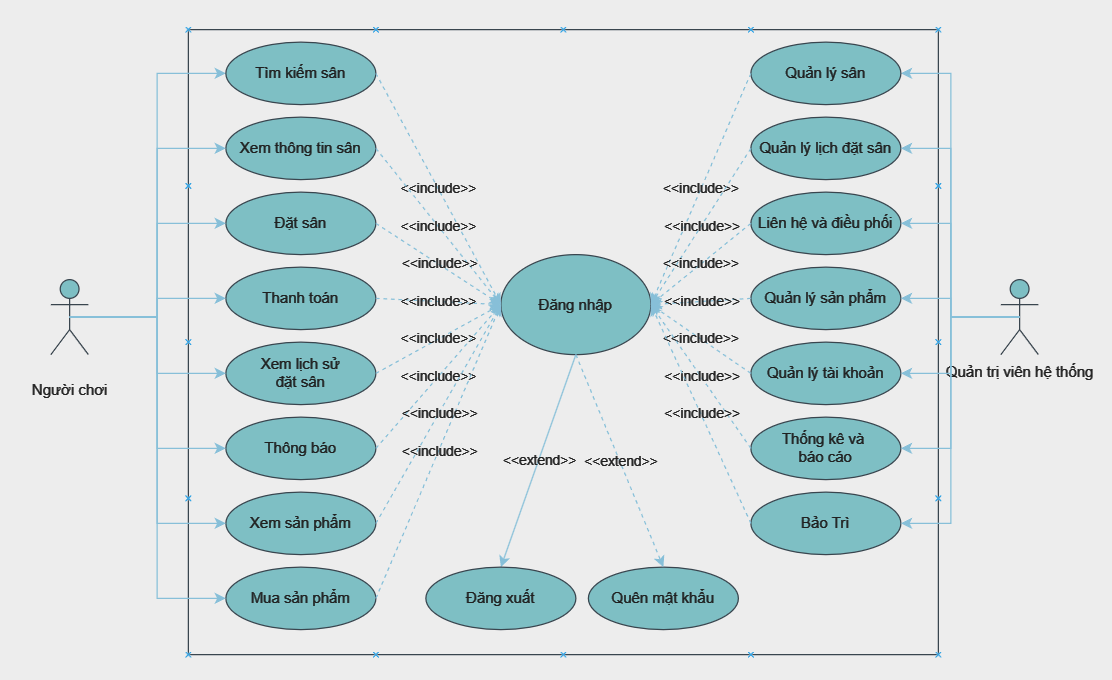 Tìm kiếm sân
Xem thông tin sân
Đặt sân
Thanh toán
Xem lịch sử
đặt sân
Thông báo
Xem sản phẩm
Mua sản phẩm
Người chơi
<<include>>
<<include>>
<<include>>
<<include>>
<<include>>
<<include>>
<<include>>
<<include>>
Đăng nhập
<<extend>>
<<extend>>
Đăng xuất
Quên mật khẩu
<<include>>
<<include>>
<<include>>
<<include>>
<<include>>
<<include>>
<<include>>
Quản lý sân
Quản lý lịch đặt sân
Liên hệ và điều phối
Quản lý sản phẩm
Quản lý tài khoản
Thống kê và
báo cáo
Bảo Trì
Quản trị viên hệ thống